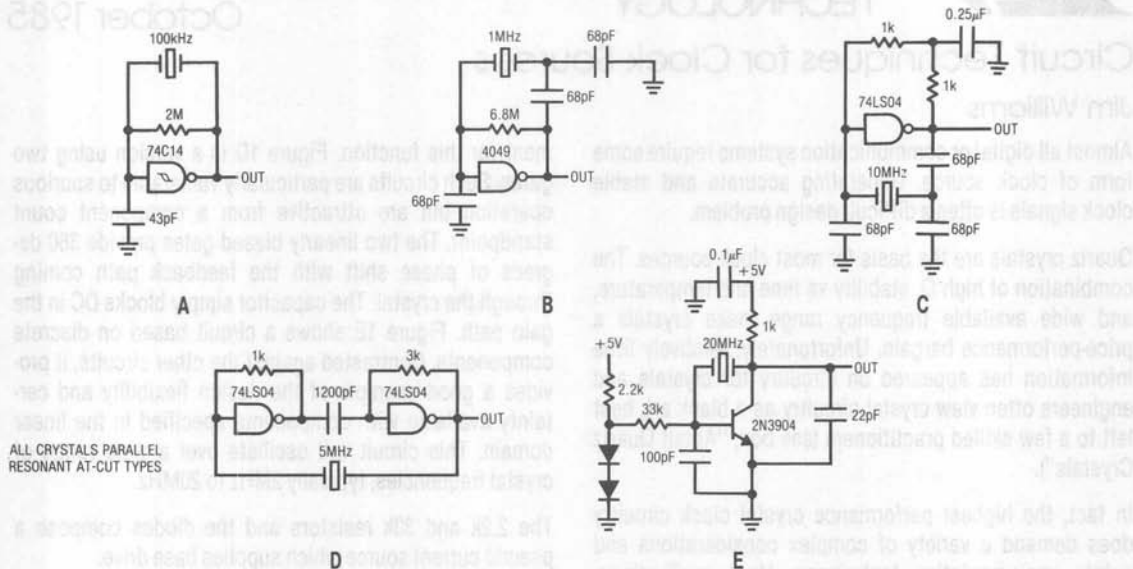 100kHz
2M
74C14
OUT
43pF
A
1MHz
68pF
68pF
6.8M
4049
OUT
68pF
B
1k
0.25µF
1k
74LS04
OUT
68pF
10MHz
68pF
68pF
C
1k
3k
74LS04
1200pF
74LS04
OUT
5MHz
ALL CRYSTALS PARALLEL
RESONANT AT-CUT TYPES
D
0.1µF
+5V
1k
+5V
20MHz
OUT
2.2k
33k
2N3904
22pF
100pF
E
TECHNOLOGY
October 1985
Circuit Techniques for Clock Sources
Jim Williams
Almost all digital or communication systems require some
form of clock source. Generating accurate and stable
clock signals is often a difficult design problem.
Quartz crystals are the basis for most clock sources. The
combination of high Q, stability vs time and temperature,
and wide available frequency range make crystals a
price-performance bargain. Unfortunately, relatively little
information has appeared on circuitry for crystals and
engineers often view crystal circuitry as a black art, best
left to a few skilled practitioners (see box, "About Quartz
Crystals").
In fact, the highest performance crystal clock circuitry
does demand a variety of complex considerations and
this function. Figure 1D is a version using two
gates. Such circuits are particularly vulnerable to spurious
operation but are attractive from a component count
standpoint. The two linearly biased gates provide 360 de-
grees of phase shift with the feedback path coming
through the crystal. The capacitor simply blocks DC in the
gain path. Figure 1E shows a circuit based on discrete
components. Contrasted against the other circuits, it pro-
vides a good example of the design flexibility and cer-
tainty available with components specified in the linear
domain. This circuit will oscillate over a
crystal frequencies, typically 2MHz to 20MHz.
The 2.2k and 33k resistors and the diodes compose a
pseudo current source which supplies base drive.